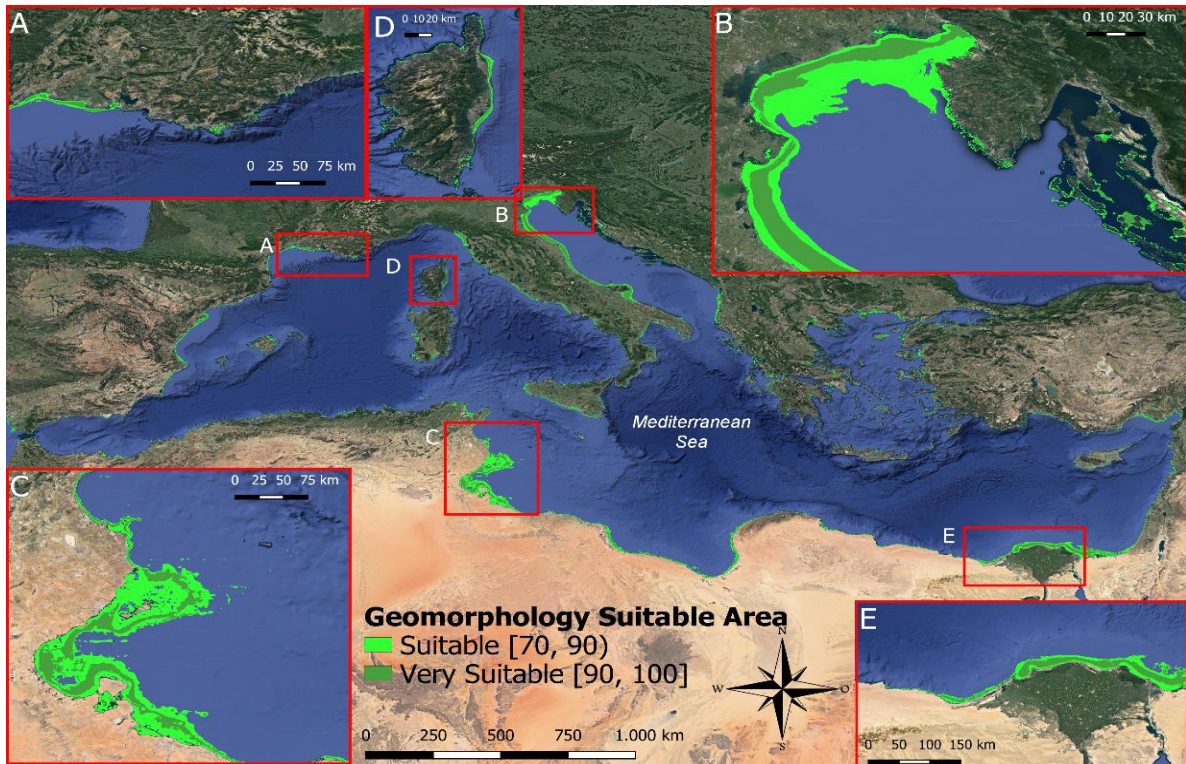 A
0 25 50 75 km
D
0 1020 km
B
0 10 20 30 km
A
B
D
C
E
Mediterranean
Sea
C
0 25 50 75 km
Geomorphology Suitable Area
Suitable [70, 90)
Very Suitable [90, 100]
0 250 500 750 1.000 km
N
W O
S
E
0 50 100 150 km